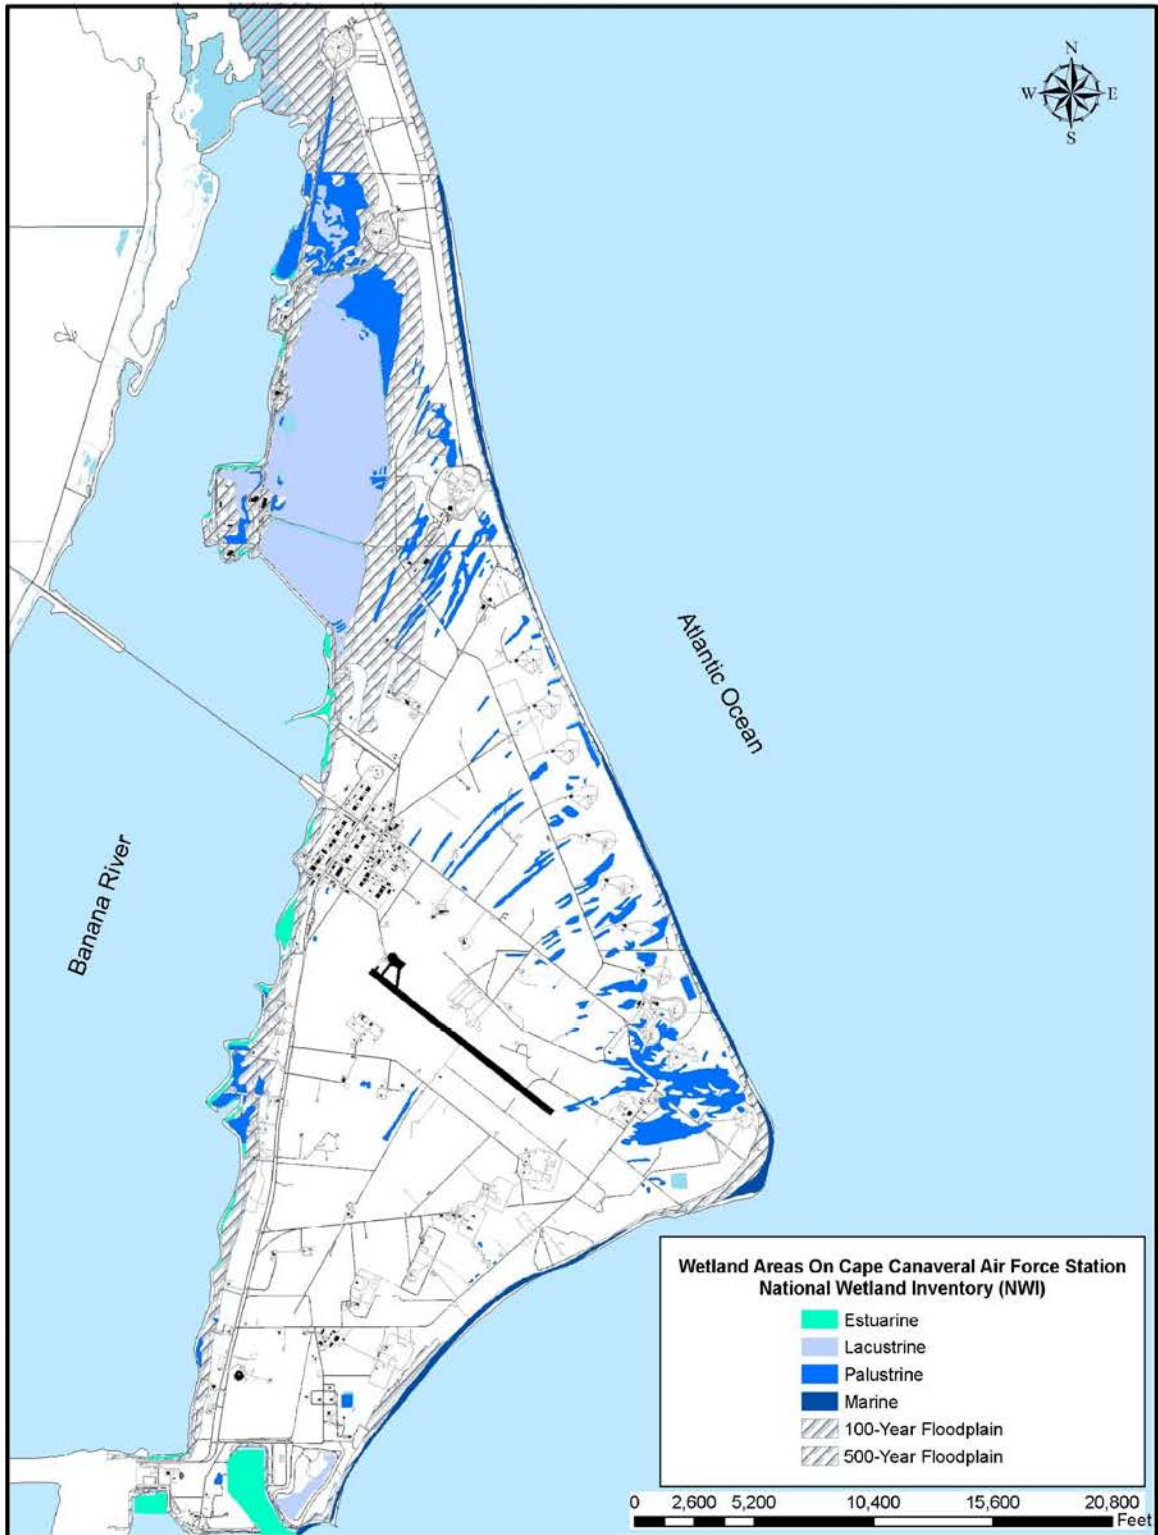 N
W E
S
Atlantic Ocean
Banana River
Wetland Areas On Cape Canaveral Air Force Station
National Wetland Inventory (NWI)
Estuarine
Lacustrine
Palustrine
Marine
100-Year Floodplain
500-Year Floodplain
0 2,600 5,200 10,400 15,600 20,800
Feet